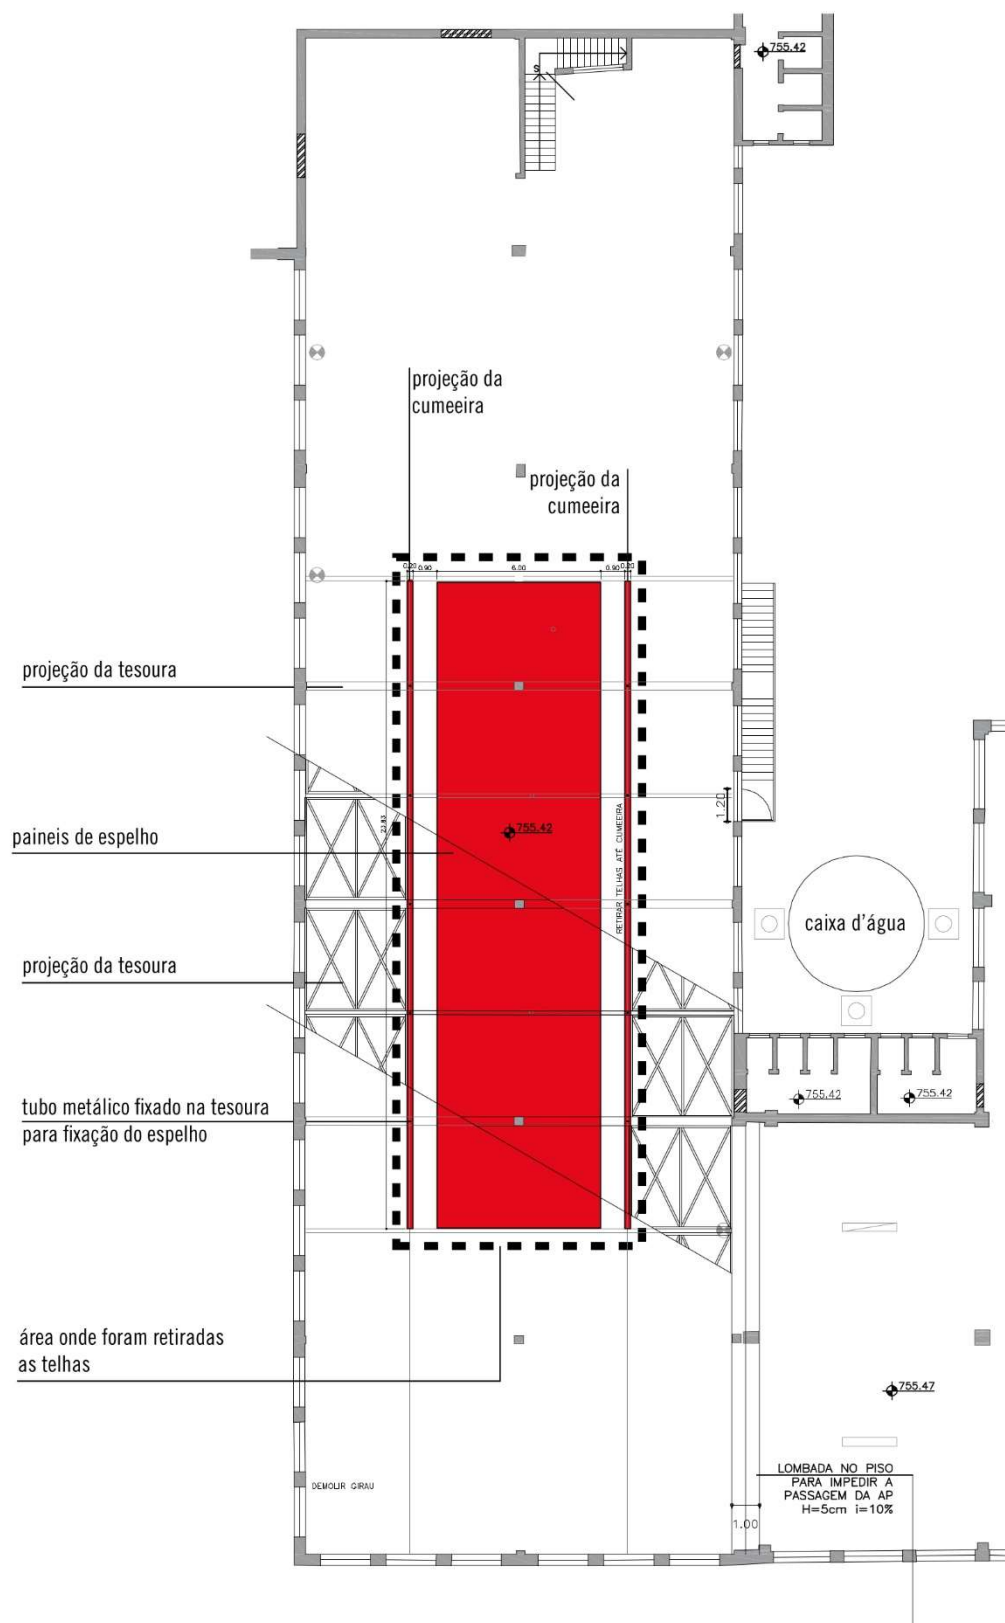 755.42
S
projeção da
cumeeira
projeção da
cumeeira
0.20
0.90
6.00
0.90
0.20
projeção da tesoura
1.20
23.83
755.42
RETIRAR TELHAS ATÉ CUMEEIRA
paineis de espelho
caixa d'água
projeção da tesoura
755.42
755.42
tubo metálico fixado na tesoura
para fixação do espelho
área onde foram retiradas
as telhas
755.47
DEMOLIR GIRAU
LOMBADA NO PISO
PARA IMPEDIR A
PASSAGEM DA AP
H=5cm i=10%
1.00